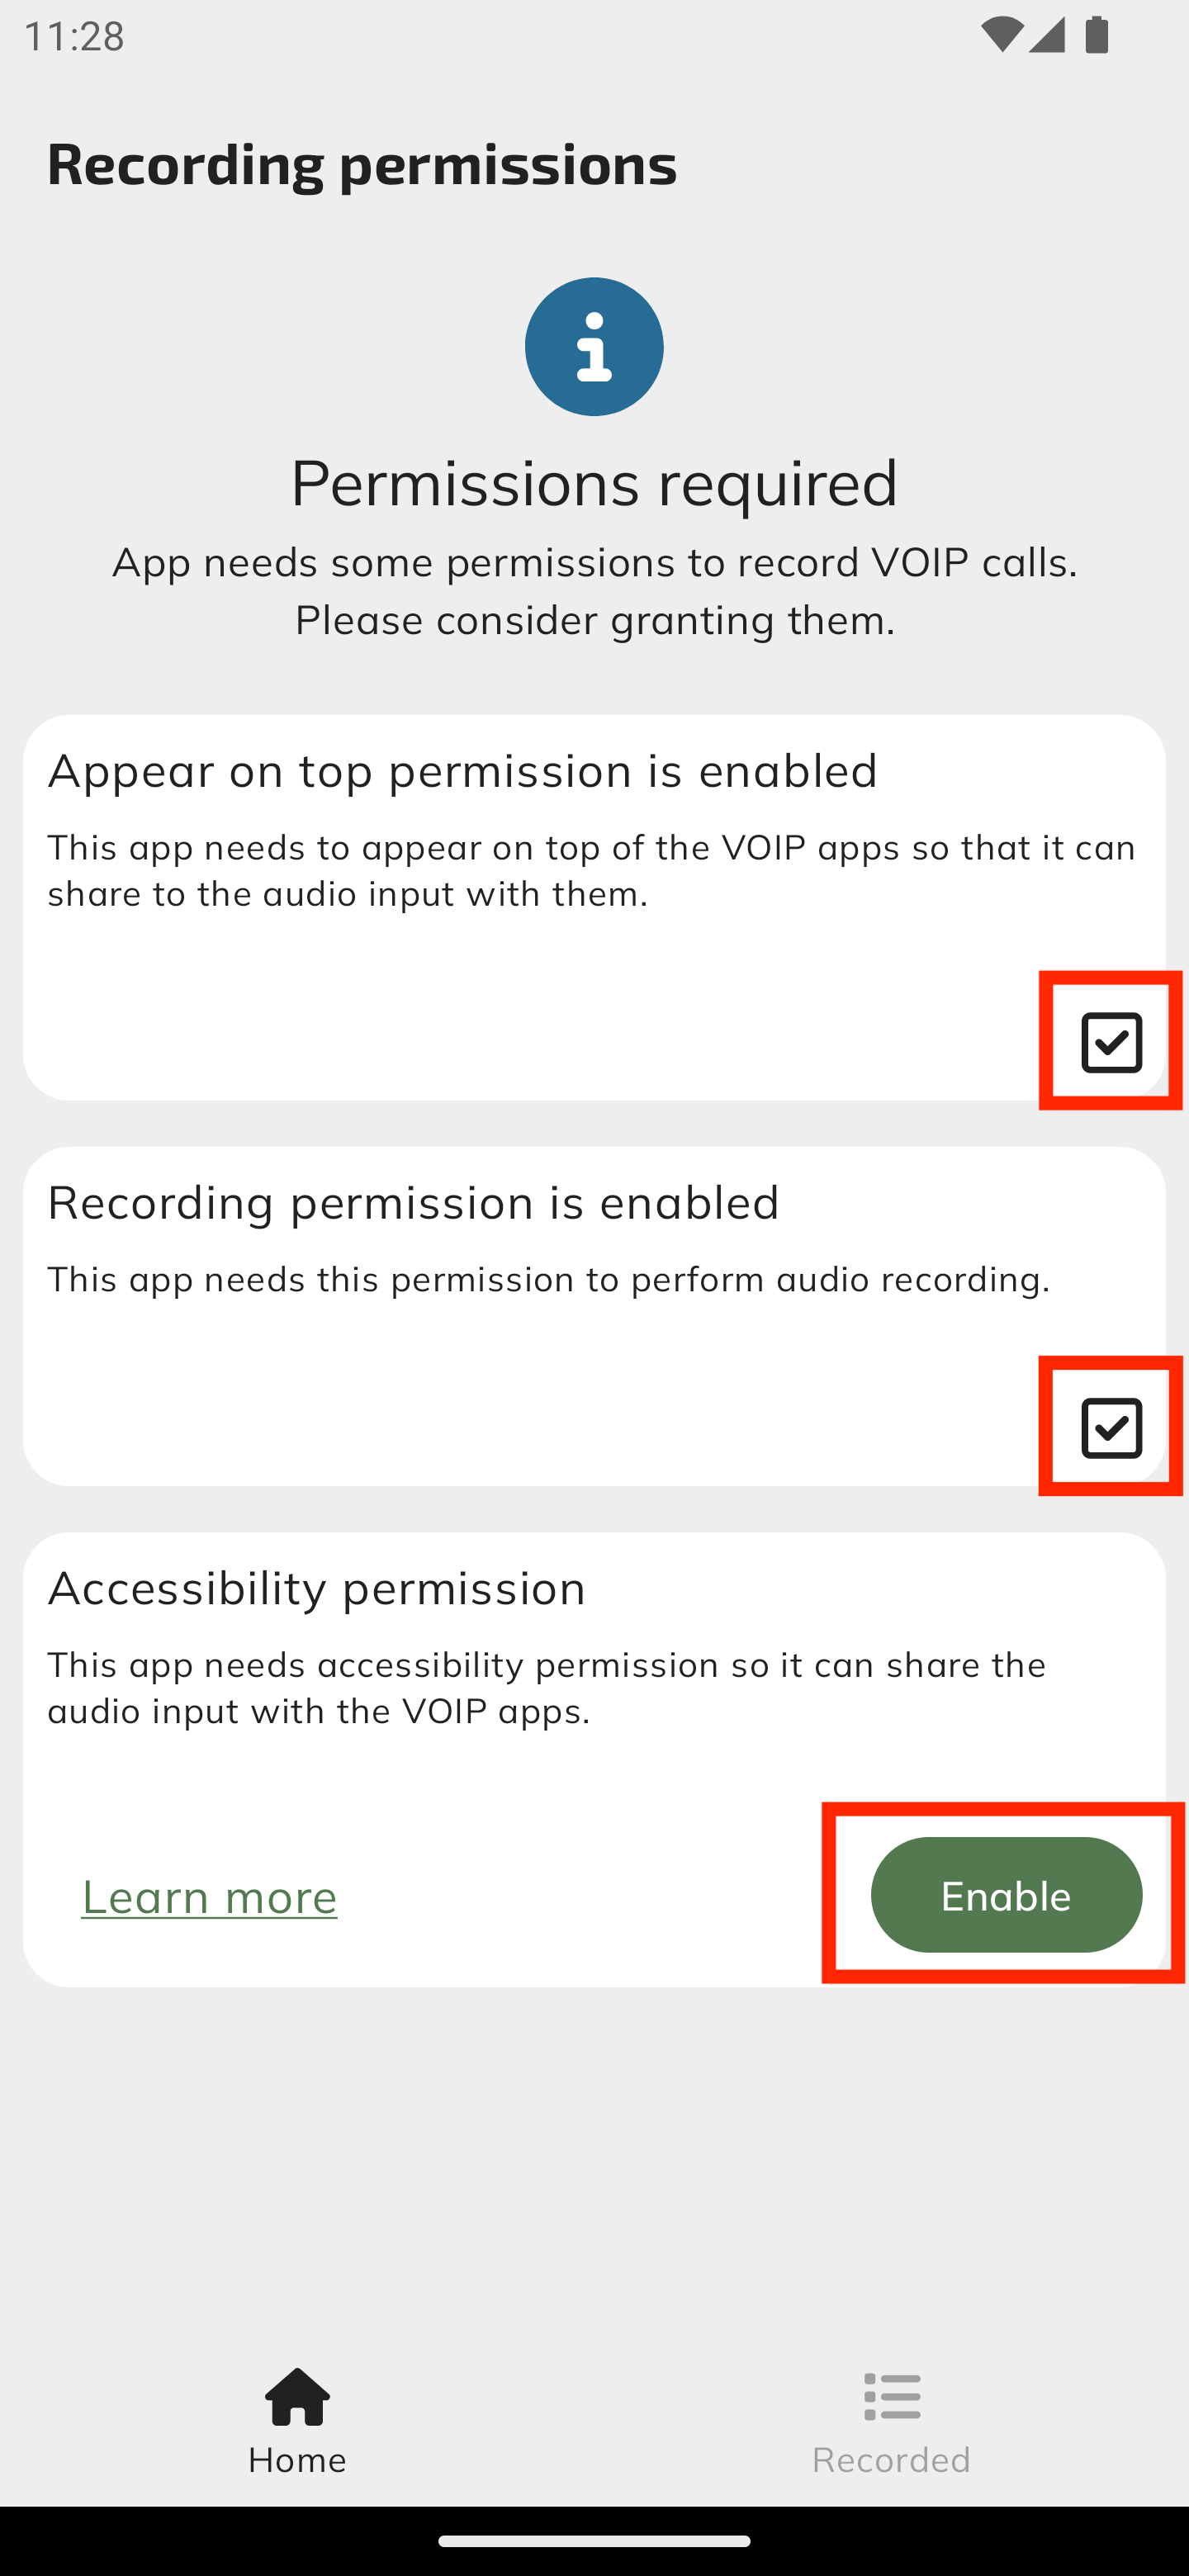 11:28
Recording permissions
Permissions required
App needs some permissions to record VOIP calls.
Please consider granting them.
Appear on top permission is enabled
This app needs to appear on top of the VOIP apps so that it can
share to the audio input with them.
Recording permission is enabled
This app needs this permission to perform audio recording.
Accessibility permission
This app needs accessibility permission so it can share the
audio input with the VOIP apps.
Learn more
Enable
Home
Recorded